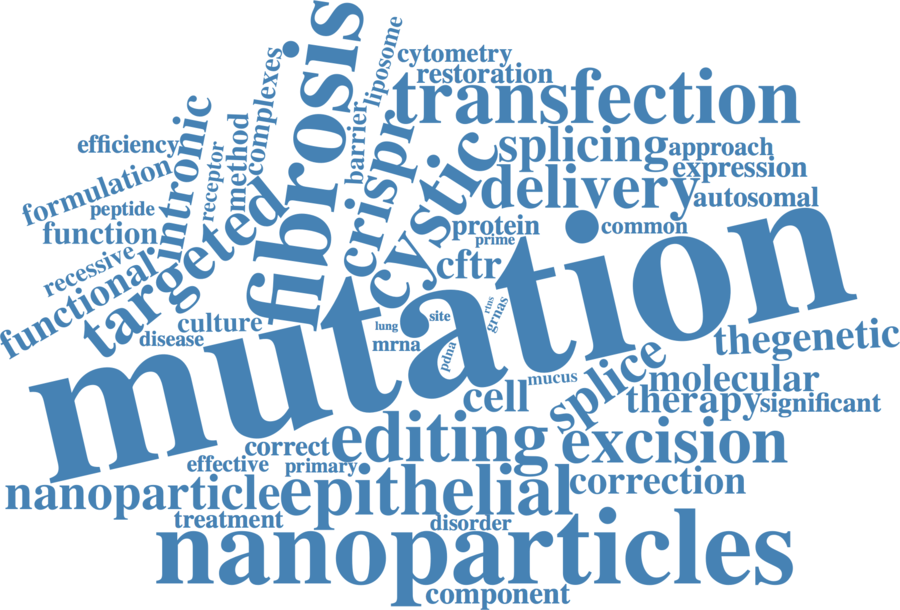 fibrosis
liposome
cytometry
restoration
transfection
complexes
barrier
crispr
cystic
splicing
approach
expression
efficiency
intronic
receptor
method
delivery
autosomal
formulation
peptide
function
targeted
protein
prime
common
recessive
functional
cftr
mutation
culture
disease
lung
site
rtns
grnas
mrna
pdna
thegenetic
mucus
splice
molecular
cell
therapy
significant
correct
editing
excision
effective
primary
nanoparticle
epithelial
correction
treatment
disorder
nanoparticles
component